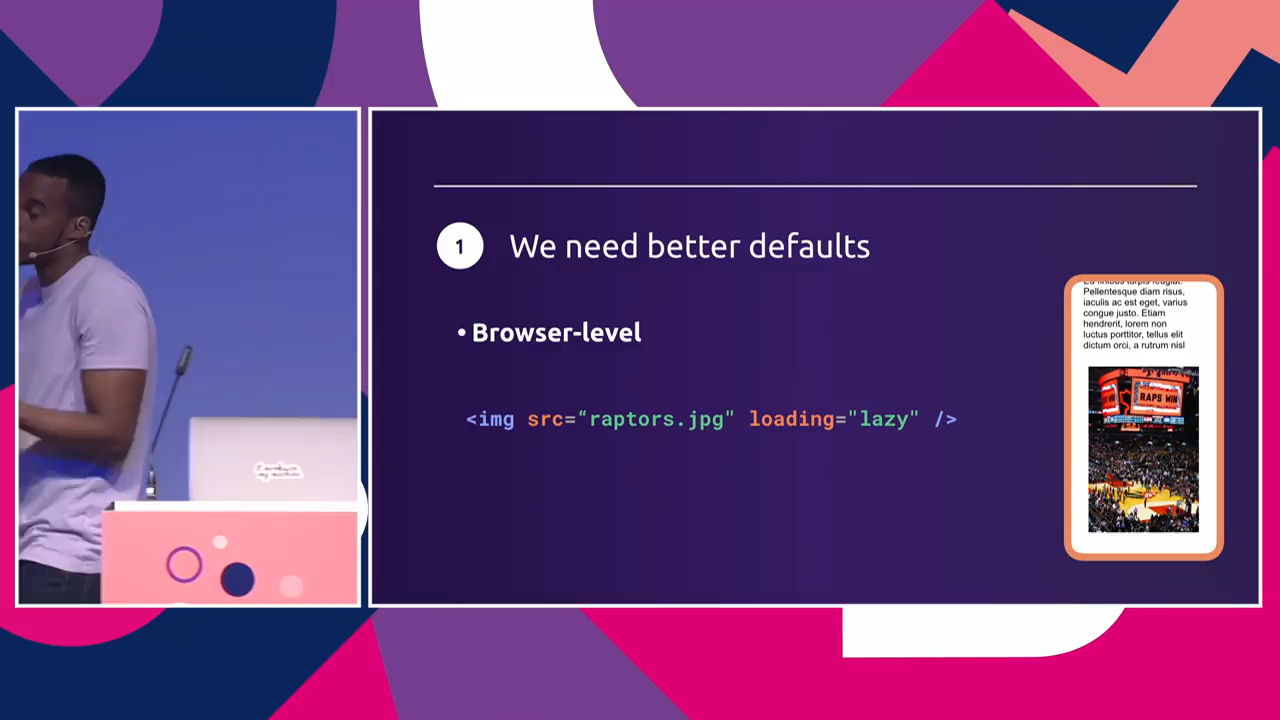 1
We need better defaults
• Browser-level
<img src=“raptors.jpg" loading="lazy" />
Pellentesque diam risus,
iaculis ac est eget, varius
congue justo. Etiam
hendrerit, lorem non
luctus porttitor, tellus elit
dictum orci, a rutrum nisl
RAPS WIN